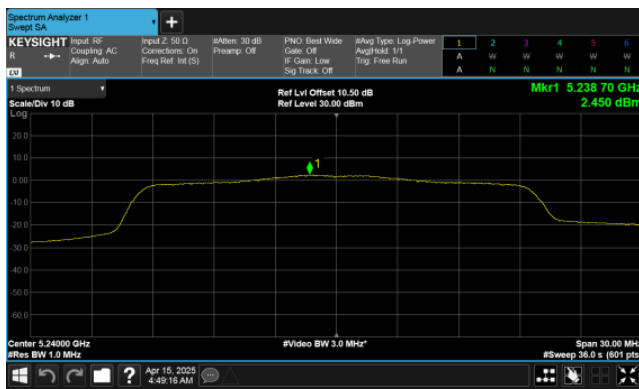 Spectrum Analyzer 1
Swept SA
KEYSIGHT
R
LXI
Input: RF
Coupling: AC
Align: Auto
Input Z: 50 Ω
Corrections: On
Freq Ref: Int (S)
#Atten: 30 dB
Preamp: Off
PNO: Best Wide
Gate: Off
IF Gain: Low
Sig Track: Off
#Avg Type: Log-Power
Avg|Hold: 1/1
Trig: Free Run
1 2 3 4 5 6
A W W W W W
A N N N N N
1 Spectrum
Scale/Div 10 dB
Log
Ref Lvl Offset 10.50 dB
Ref Level 30.00 dBm
Mkr1 5.238 70 GHz
2.450 dBm
20.0
10.0
1
0.00
-10.0
-20.0
-30.0
-40.0
-50.0
-60.0
Center 5.24000 GHz
#Res BW 1.0 MHz
#Video BW 3.0 MHz*
Span 30.00 MHz
#Sweep 36.0 s (601 pts)
Apr 15, 2025
4:49:16 AM